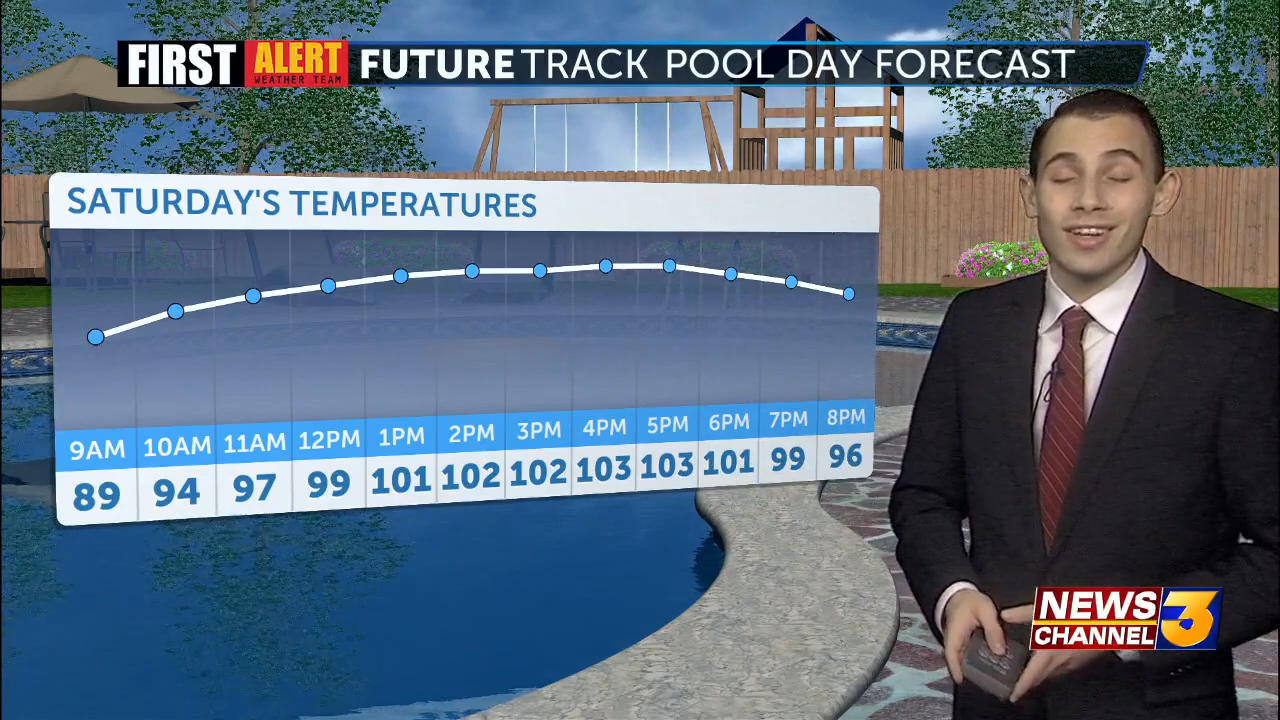 FIRST ALERT WEATHER TEAM FUTURE TRACK POOL DAY FORECAST
SATURDAY'S TEMPERATURES
9AM 10AM 11AM 12PM 1PM 2PM 3PM 4PM 5PM 6PM 7PM 8PM
89 94 97 99 101 102 102 103 103 101 99 96
NEWS
CHANNEL 3